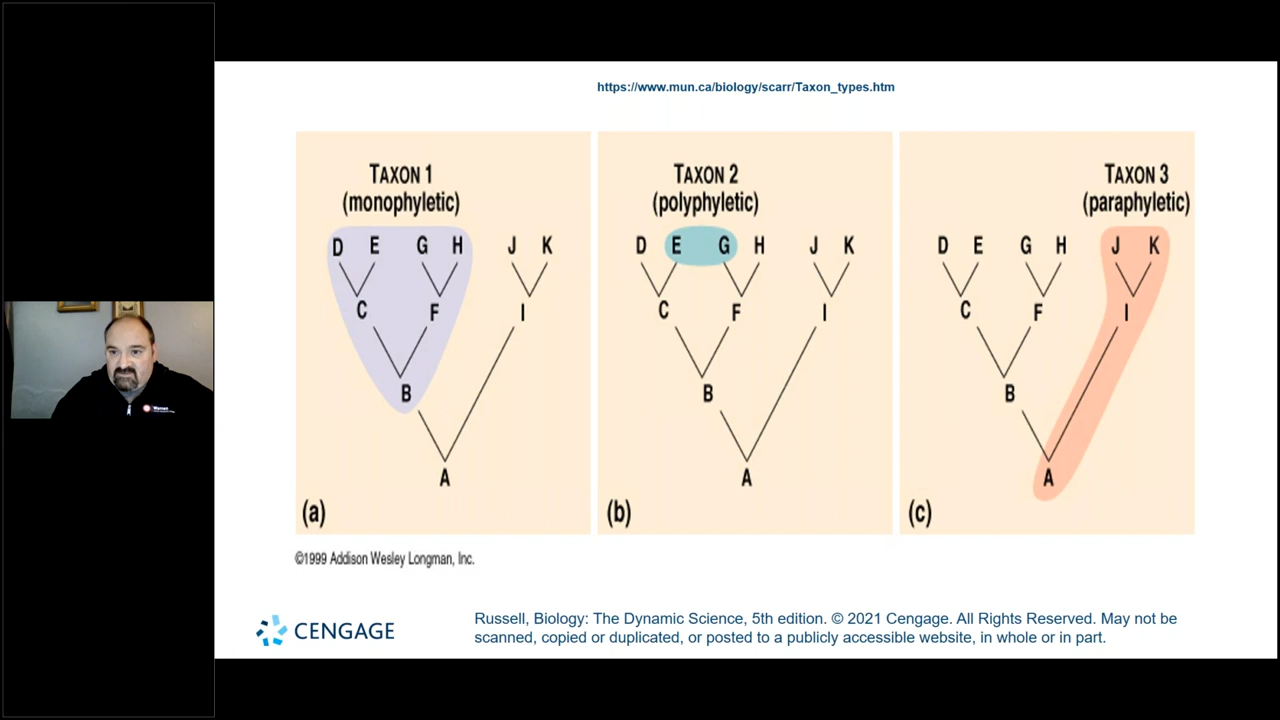 https://www.mun.ca/biology/scarr/Taxon_types.htm
TAXON 1
(monophyletic)
D E G H J K
C F I
B
A
(a)
TAXON 2
(polyphyletic)
D E G H J K
C F I
B
A
(b)
TAXON 3
(paraphyletic)
D E G H J K
C F I
B
A
(c)
©1999 Addison Wesley Longman, Inc.
CENGAGE
Russell, Biology: The Dynamic Science, 5th edition. © 2021 Cengage. All Rights Reserved. May not be
scanned, copied or duplicated, or posted to a publicly accessible website, in whole or in part.